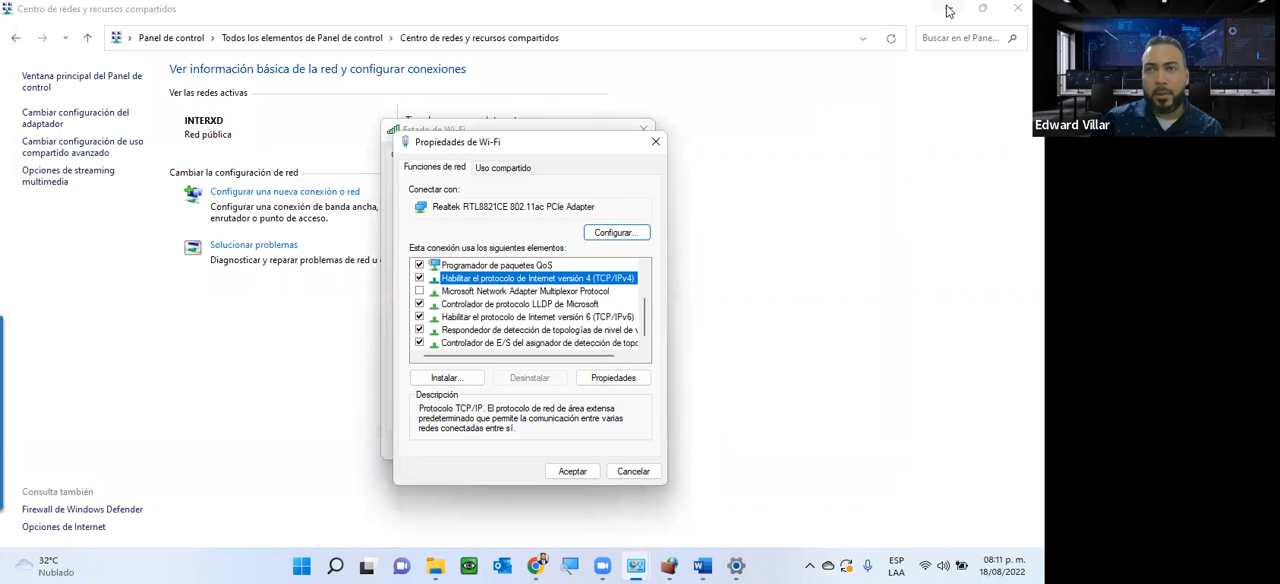 Centro de redes y recursos compartidos
Panel de control > Todos los elementos de Panel de control > Centro de redes y recursos compartidos
Buscar en el Pane...
Ventana principal del Panel de
control
Cambiar configuración del
adaptador
Cambiar configuración de uso
compartido avanzado
Opciones de streaming
multimedia
Ver información básica de la red y configurar conexiones
Ver las redes activas
INTERXD
Red pública
Cambiar la configuración de red
Configurar una nueva conexión o red
Configurar una conexión de banda ancha,
enrutador o punto de acceso.
Solucionar problemas
Diagnosticar y reparar problemas de red u
Estado de Wi-Fi
Propiedades de Wi-Fi
Funciones de red
Uso compartido
Conectar con:
Realtek RTL8821CE 802.11ac PCIe Adapter
Configurar...
Esta conexión usa los siguientes elementos:
Programador de paquetes QoS
Habilitar el protocolo de Internet versión 4 (TCP/IPv4)
Microsoft Network Adapter Multiplexor Protocol
Controlador de protocolo LLDP de Microsoft
Habilitar el protocolo de Internet versión 6 (TCP/IPv6)
Respondedor de detección de topologías de nivel de v
Controlador de E/S del asignador de detección de topo
Instalar...
Desinstalar
Propiedades
Descripción
Protocolo TCP/IP. El protocolo de red de área extensa
predeterminado que permite la comunicación entre varias
redes conectadas entre sí.
Aceptar
Cancelar
Consulta también
Firewall de Windows Defender
Opciones de Internet
Edward Villar
32°C
Nublado
ESP
LAA
08:11 p. m.
18/08/2022